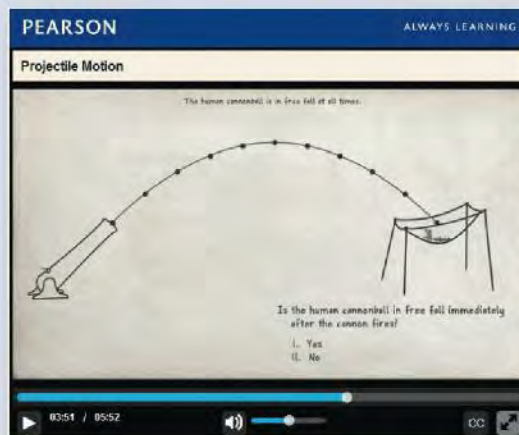 PEARSON
ALWAYS LEARNING
Projectile Motion
The human cannonball is in free fall at all times.
Is the human cannonball in free fall immediately
after the cannon fires?
I. Yes
II. No
03:51 / 05:52
CC